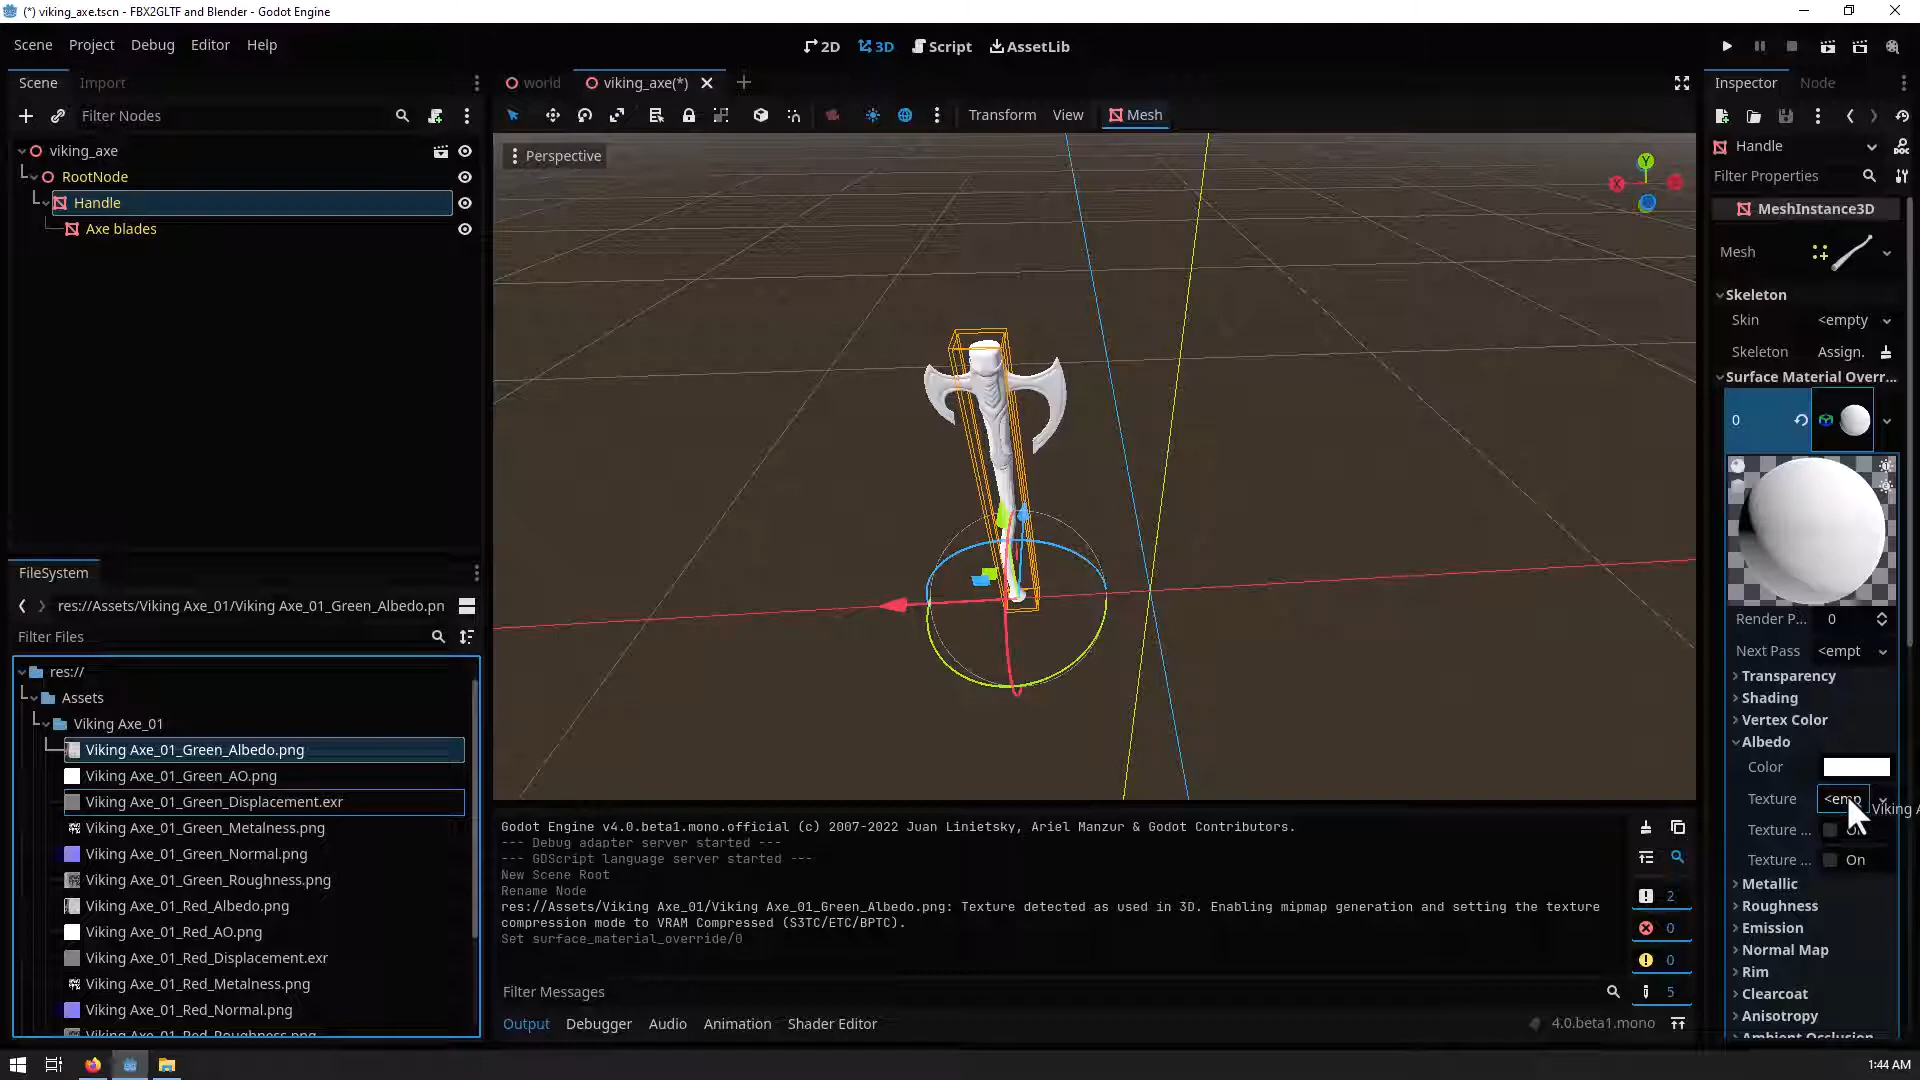 (*) viking_axe.tscn - FBX2GLTF and Blender - Godot Engine
Scene Project Debug Editor Help
2D 3D Script AssetLib
Scene Import
world viking_axe(*)
Inspector Node
Filter Nodes
Transform View Mesh
viking_axe
RootNode
Handle
Axe blades
Perspective
Y
X
Handle
Filter Properties
MeshInstance3D
Mesh
Skeleton
Skin <empty
Skeleton Assign.
Surface Material Overr...
0
Render P... 0
Next Pass <empt
Transparency
Shading
Vertex Color
Albedo
Color
Texture <emp
Viking A
Texture ...
Texture ... On
Metallic
Roughness
Emission
Normal Map
Rim
Clearcoat
Anisotropy
Ambient Occlusion
FileSystem
res://Assets/Viking Axe_01/Viking Axe_01_Green_Albedo.pn
Filter Files
res://
Assets
Viking Axe_01
Viking Axe_01_Green_Albedo.png
Viking Axe_01_Green_AO.png
Viking Axe_01_Green_Displacement.exr
Viking Axe_01_Green_Metalness.png
Viking Axe_01_Green_Normal.png
Viking Axe_01_Green_Roughness.png
Viking Axe_01_Red_Albedo.png
Viking Axe_01_Red_AO.png
Viking Axe_01_Red_Displacement.exr
Viking Axe_01_Red_Metalness.png
Viking Axe_01_Red_Normal.png
Viking Axe_01_Red_Roughness.png
Godot Engine v4.0.beta1.mono.official (c) 2007-2022 Juan Linietsky, Ariel Manzur & Godot Contributors.
--- Debug adapter server started ---
--- GDScript language server started ---
New Scene Root
Rename Node
res://Assets/Viking Axe_01/Viking Axe_01_Green_Albedo.png: Texture detected as used in 3D. Enabling mipmap generation and setting the texture
compression mode to VRAM Compressed (S3TC/ETC/BPTC).
Set surface_material_override/0
2
0
0
5
Filter Messages
Output Debugger Audio Animation Shader Editor
4.0.beta1.mono
1:44 AM